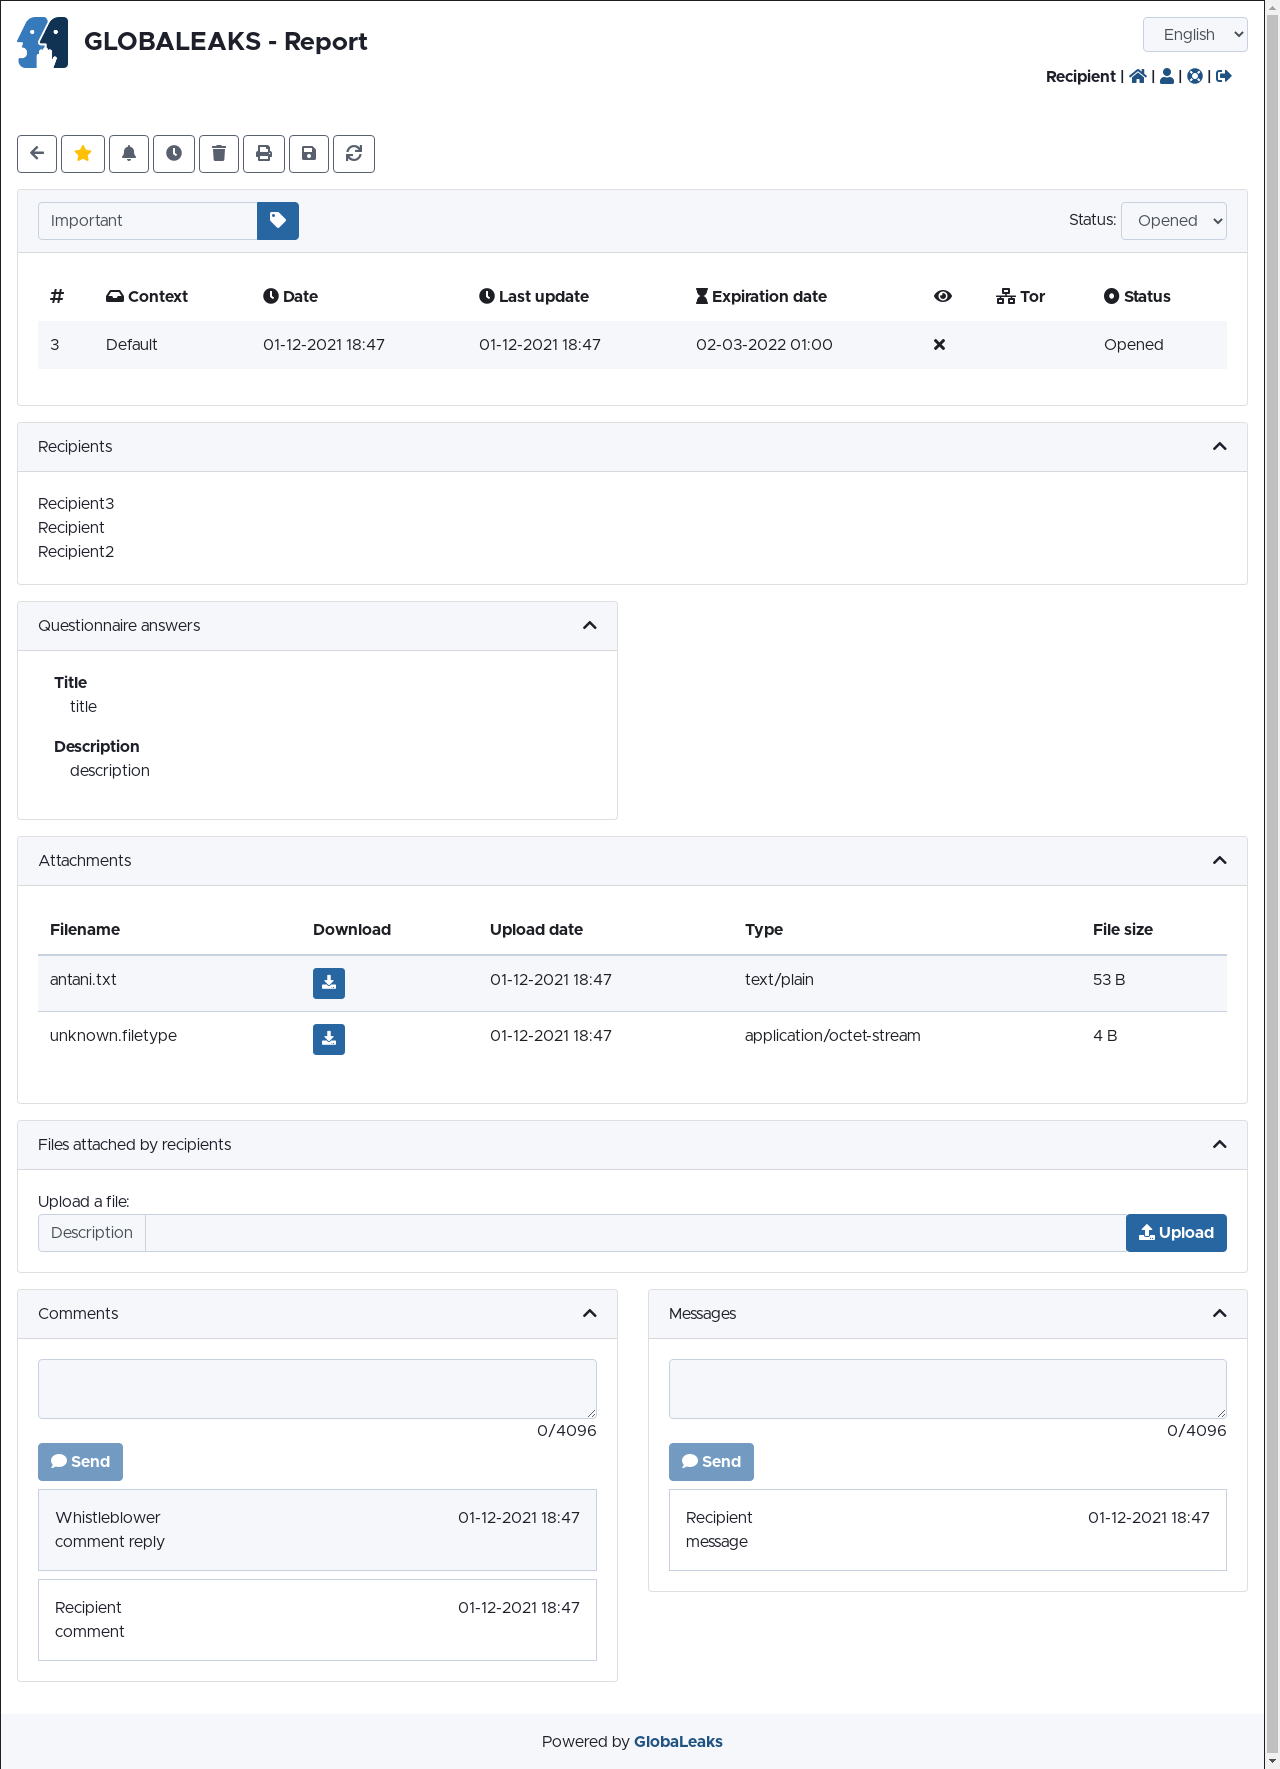 GLOBALEAKS - Report
English
Recipient | | | |
Important
Status: Opened
# Context Date Last update Expiration date Tor Status
3 Default 01-12-2021 18:47 01-12-2021 18:47 02-03-2022 01:00 Opened
Recipients
Recipient3
Recipient
Recipient2
Questionnaire answers
Title
title
Description
description
Attachments
Filename Download Upload date Type File size
antani.txt 01-12-2021 18:47 text/plain 53 B
unknown.filetype 01-12-2021 18:47 application/octet-stream 4 B
Files attached by recipients
Upload a file:
Description Upload
Comments
0/4096
Send
Whistleblower 01-12-2021 18:47
comment reply
Recipient 01-12-2021 18:47
comment
Messages
0/4096
Send
Recipient 01-12-2021 18:47
message
Powered by GlobaLeaks